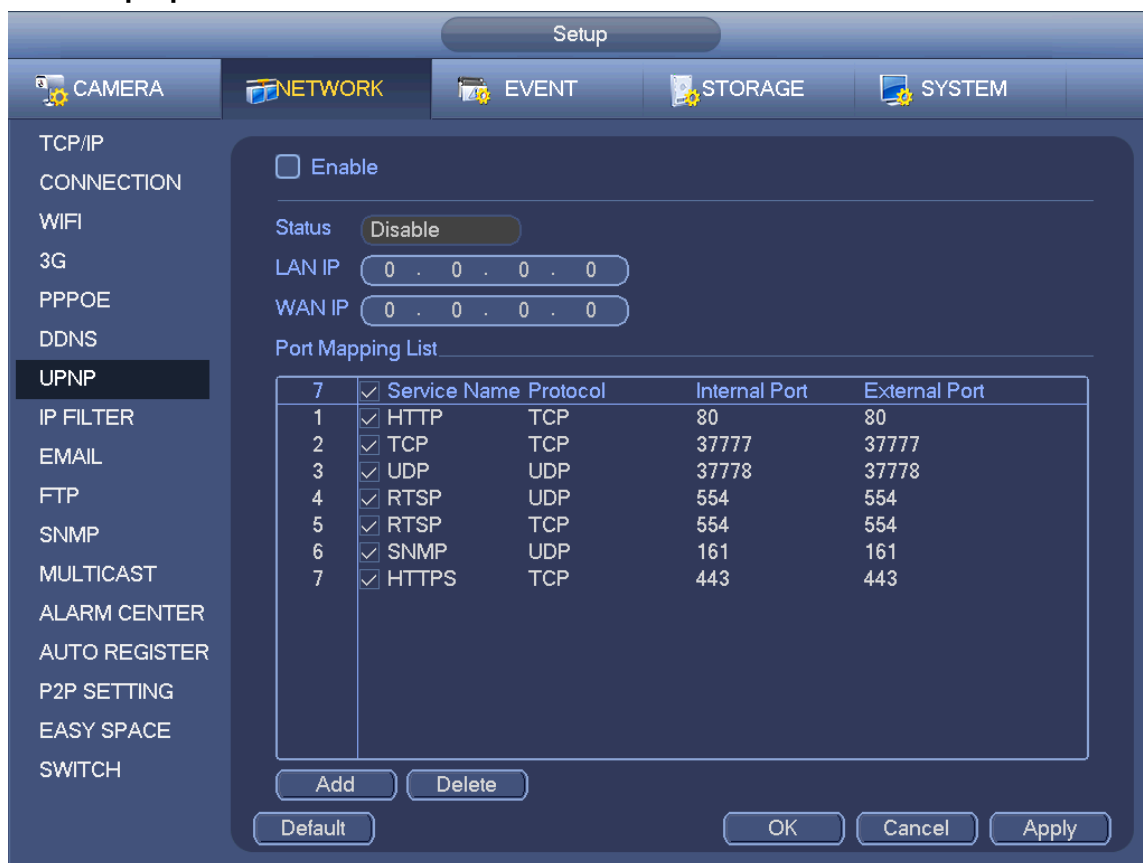 Setup
CAMERA NETWORK EVENT STORAGE SYSTEM
TCP/IP
CONNECTION
WIFI
3G
PPPOE
DDNS
UPNP
IP FILTER
EMAIL
FTP
SNMP
MULTICAST
ALARM CENTER
AUTO REGISTER
P2P SETTING
EASY SPACE
SWITCH
Enable
Status Disable
LAN IP 0 . 0 . 0 . 0
WAN IP 0 . 0 . 0 . 0
Port Mapping List
7 Service Name Protocol Internal Port External Port
1 HTTP TCP 80 80
2 TCP TCP 37777 37777
3 UDP UDP 37778 37778
4 RTSP UDP 554 554
5 RTSP TCP 554 554
6 SNMP UDP 161 161
7 HTTPS TCP 443 443
Add Delete
Default OK Cancel Apply